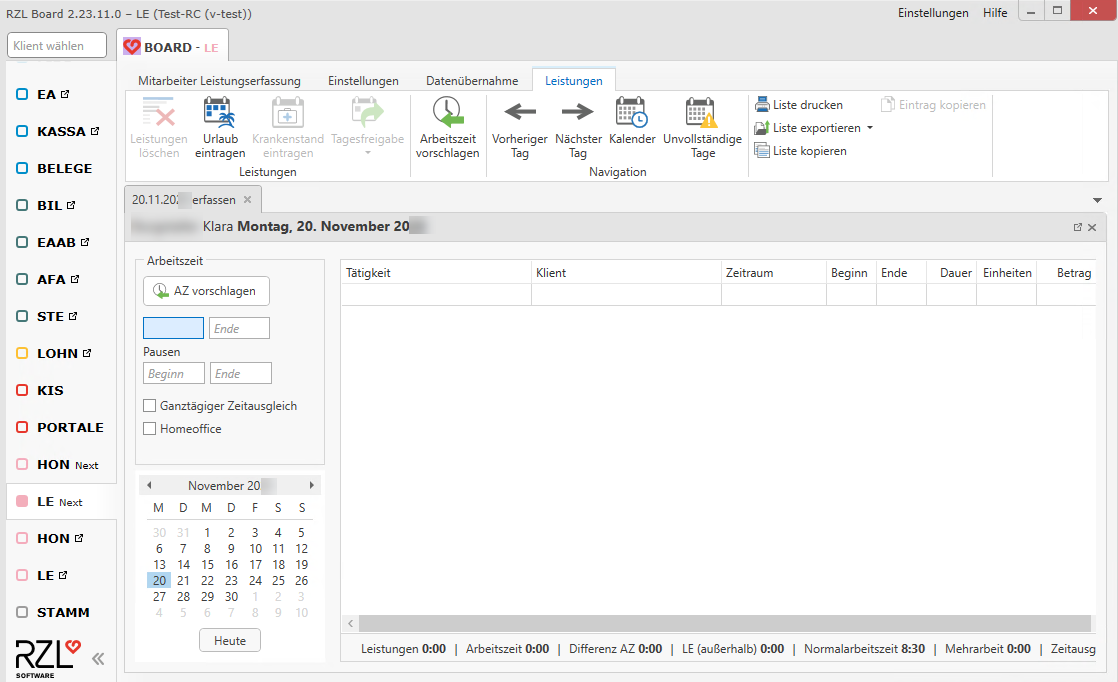 RZL Board 2.23.11.0 – LE (Test-RC (v-test))
Einstellungen Hilfe
Klient wählen
BOARD - LE
EA
KASSA
BELEGE
BIL
EAAB
AFA
STE
LOHN
KIS
PORTALE
HON Next
LE Next
HON
LE
STAMM
RZL
SOFTWARE
Mitarbeiter Leistungserfassung Einstellungen Datenübernahme Leistungen
Leistungen löschen
Urlaub eintragen
Krankenstand eintragen
Tagesfreigabe
Leistungen
Arbeitszeit vorschlagen
Vorheriger Tag
Nächster Tag
Kalender
Unvollständige Tage
Navigation
Liste drucken
Liste exportieren
Liste kopieren
Eintrag kopieren
20.11.202 erfassen
Klara Montag, 20. November 20
Arbeitszeit
AZ vorschlagen
Ende
Pausen
Beginn Ende
Ganztägiger Zeitausgleich
Homeoffice
November 20
M D M D F S S
30 31 1 2 3 4 5
6 7 8 9 10 11 12
13 14 15 16 17 18 19
20 21 22 23 24 25 26
27 28 29 30 1 2 3
4 5 6 7 8 9 10
Heute
Tätigkeit Klient Zeitraum Beginn Ende Dauer Einheiten Betrag
Leistungen 0:00 | Arbeitszeit 0:00 | Differenz AZ 0:00 | LE (außerhalb) 0:00 | Normalarbeitszeit 8:30 | Mehrarbeit 0:00 | Zeitausg